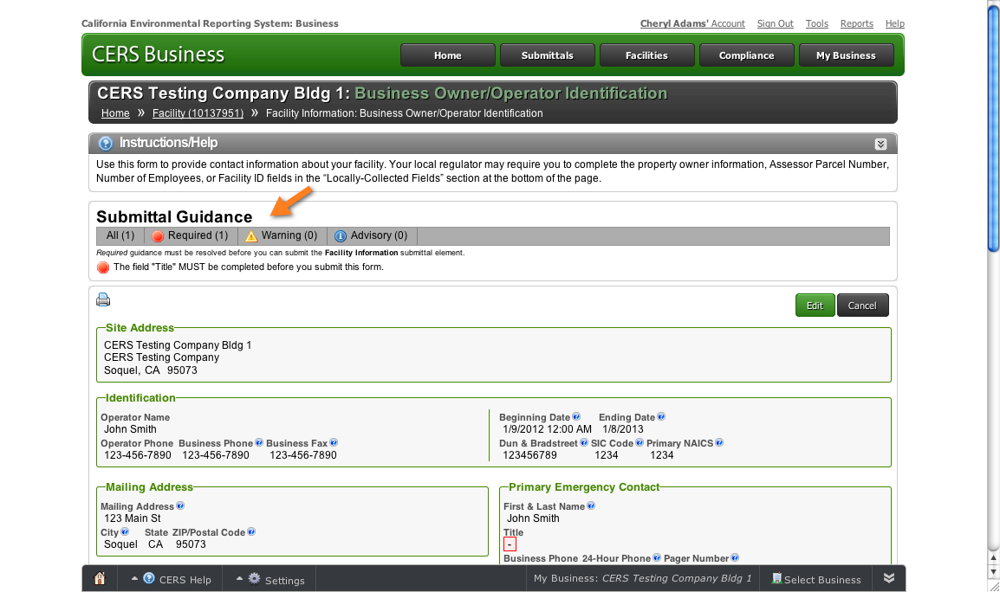 California Environmental Reporting System: Business
Cheryl Adams' Account Sign Out Tools Reports Help
CERS Business
Home Submittals Facilities Compliance My Business
CERS Testing Company Bldg 1: Business Owner/Operator Identification
Home » Facility (10137951) » Facility Information: Business Owner/Operator Identification
Instructions/Help
Use this form to provide contact information about your facility. Your local regulator may require you to complete the property owner information, Assessor Parcel Number,
Number of Employees, or Facility ID fields in the “Locally-Collected Fields” section at the bottom of the page.
Submittal Guidance
All (1) Required (1) Warning (0) Advisory (0)
Required guidance must be resolved before you can submit the Facility Information submittal element.
The field "Title" MUST be completed before you submit this form.
Edit Cancel
Site Address
CERS Testing Company Bldg 1
CERS Testing Company
Soquel, CA 95073
Identification
Operator Name
John Smith
Operator Phone Business Phone Business Fax
123-456-7890 123-456-7890 123-456-7890
Beginning Date Ending Date
1/9/2012 12:00 AM 1/8/2013
Dun & Bradstreet SIC Code Primary NAICS
123456789 1234 1234
Mailing Address
Mailing Address
123 Main St
City State ZIP/Postal Code
Soquel CA 95073
Primary Emergency Contact
First & Last Name
John Smith
Title
-
Business Phone 24-Hour Phone Pager Number
CERS Help Settings My Business: CERS Testing Company Bldg 1 Select Business